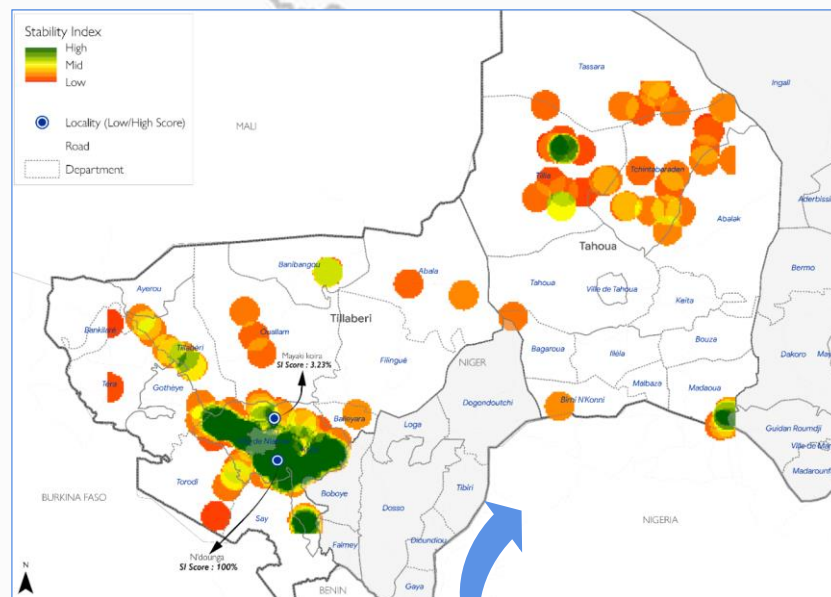 Stability Index
High
Mid
Low
Locality (Low/High Score)
Road
Department
MALI
Tassara
Ingall
Tillia
Tchintabaraden
Abalak
Aderbissi
Tahoua
Bermo
Banibangou
Abala
Ayerou
Tillaberi
Tahoua
Ville de Tahoua
Keita
Bankilaré
Ouallam
Tillabéri
Filingué
Bagaroua
Illéla
Bouza
Dakoro
Mayaki koira
SI Score : 3.23%
NIGER
Malbaza
Madaoua
Téra
Gothèye
Dogondoutchi
Birni N'Konni
Balleyara
Loga
Guidan Roumdji
Torodi
Boboye
Dosso
Tibiri
Madarounf
BURKINA FASO
Say
NIGERIA
Falmey
Dioundiou
N'dounga
SI Score : 100%
N
BENIN
Gaya